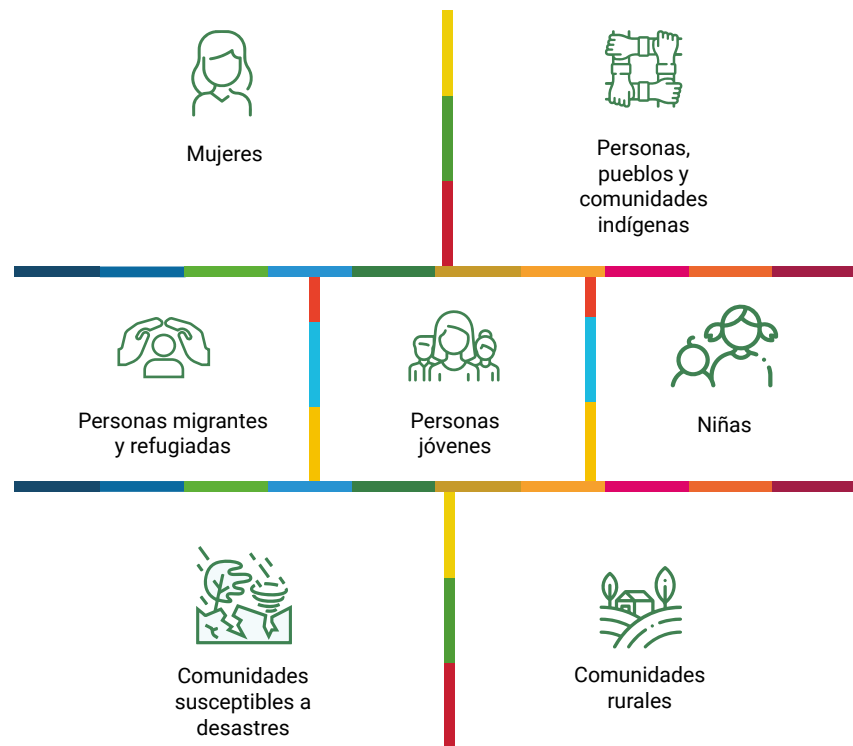 Mujeres
Personas,
pueblos y
comunidades
indígenas
Personas migrantes
y refugiadas
Personas
jóvenes
Niñas
Comunidades
susceptibles a
desastres
Comunidades
rurales